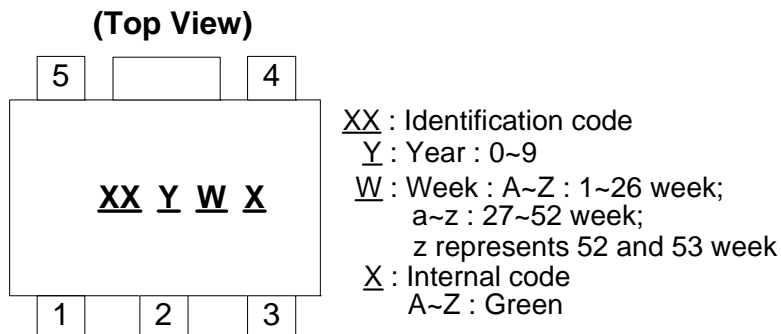 (Top View)
5 4
XX : Identification code
Y : Year : 0~9
W : Week : A~Z : 1~26 week;
a~z : 27~52 week;
z represents 52 and 53 week
X : Internal code
A~Z : Green
XX Y W X
1 2 3